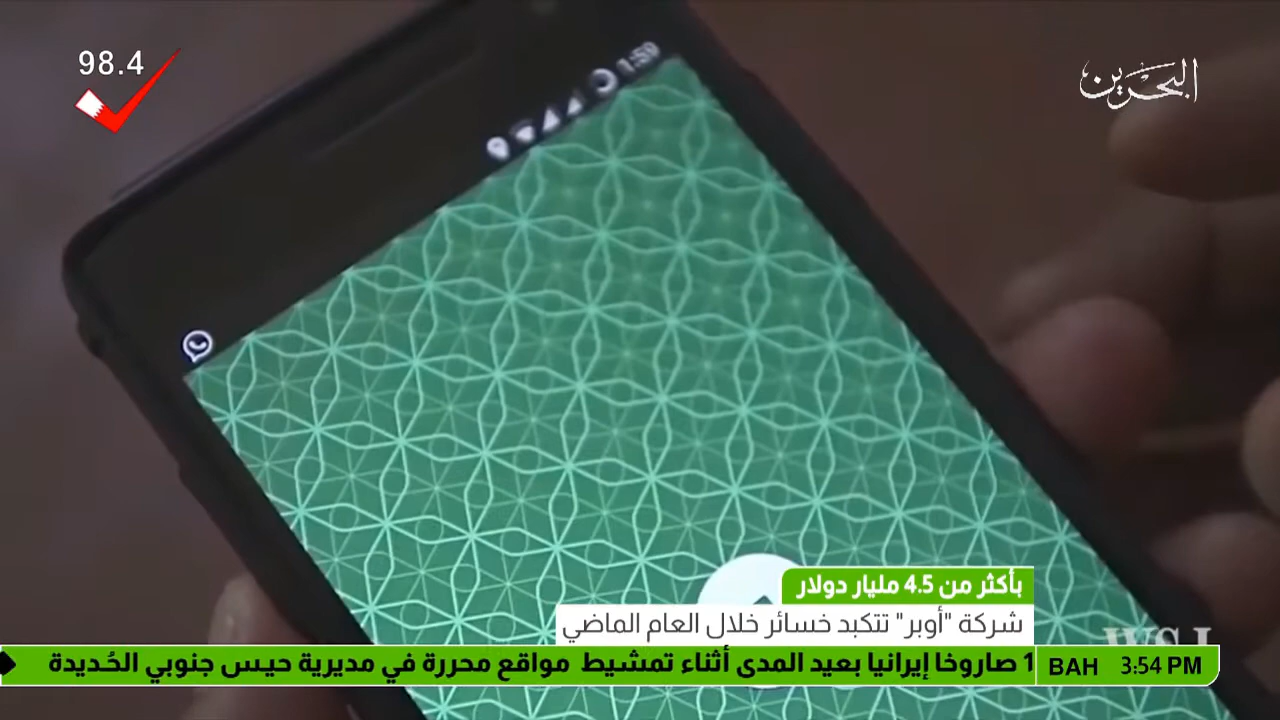 98.4
البحرين
1:59
بأكثر من 4.5 مليار دولار
شركة "أوبر" تتكبد خسائر خلال العام الماضي
WSJ
1 صاروخا إيرانيا بعيد المدى أثناء تمشيط مواقع محررة في مديرية حيس جنوبي الحُديدة
BAH 3:54 PM